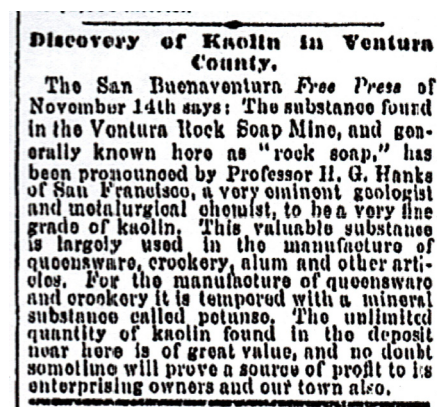 Discovery of Kaolin in Ventura
County.
The San Buenaventura Free Press of
November 14th says: The substance found
in the Ventura Rock Soap Mine, and gen-
erally known here as "rock soap," has
been pronounced by Professor H. G. Hanks
of San Francisco, a very eminent geologist
and metalurgical chemist, to be a very fine
grade of kaolin. This valuable substance
is largely used in the manufacture of
queensware, crockery, alum and other arti-
cles. For the manufacture of queensware
and crockery it is tempered with a mineral
substance called petunse. The unlimited
quantity of kaolin found in the deposit
near here is of great value, and no doubt
sometime will prove a source of profit to its
enterprising owners and our town also.